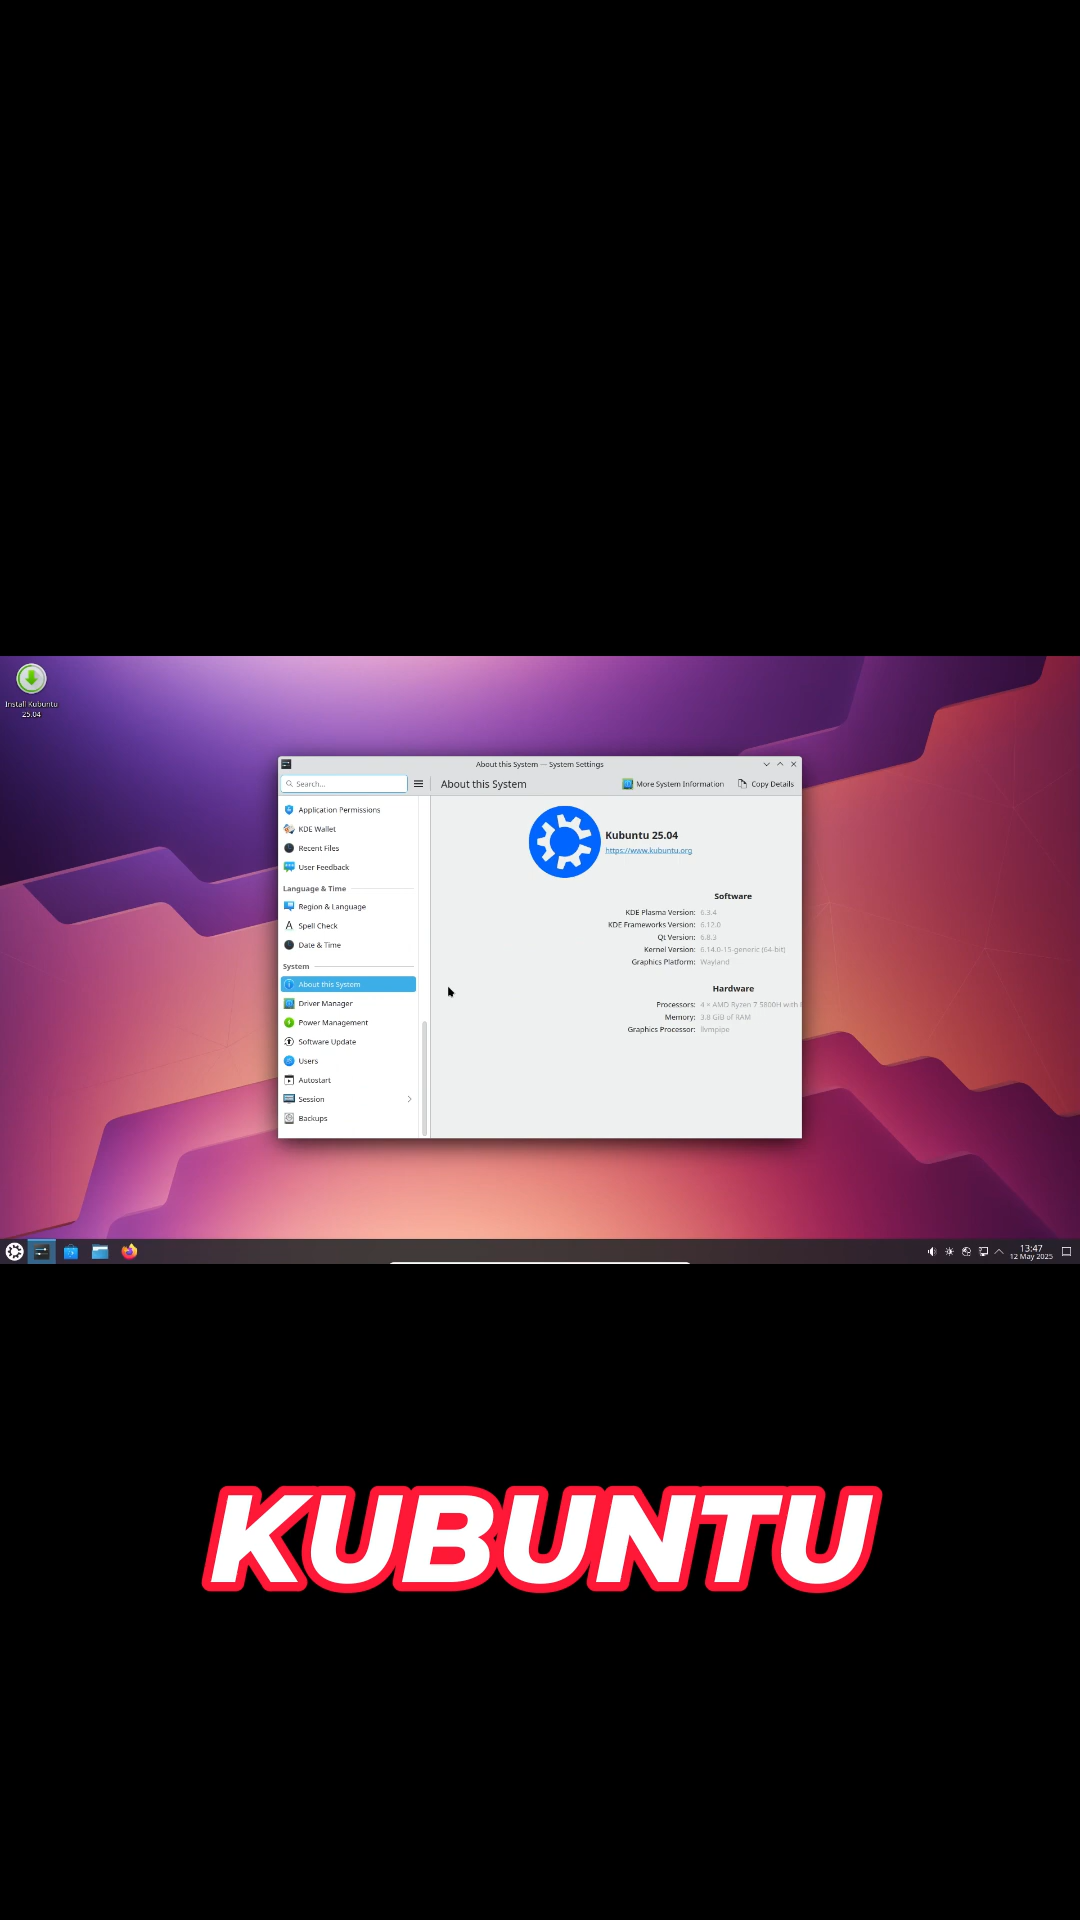 Install Kubuntu
25.04
About this System — System Settings
Search...
About this System
More System Information
Copy Details
Application Permissions
KDE Wallet
Recent Files
User Feedback
Language & Time
Region & Language
Spell Check
Date & Time
System
About this System
Driver Manager
Power Management
Software Update
Users
Autostart
Session
Backups
Kubuntu 25.04
https://www.kubuntu.org
Software
KDE Plasma Version: 6.3.4
KDE Frameworks Version: 6.12.0
Qt Version: 6.8.3
Kernel Version: 6.14.0-15-generic (64-bit)
Graphics Platform: Wayland
Hardware
Processors: 4 × AMD Ryzen 7 5800H with
Memory: 3.8 GiB of RAM
Graphics Processor: llvmpipe
13:47
12 May 2025
KUBUNTU